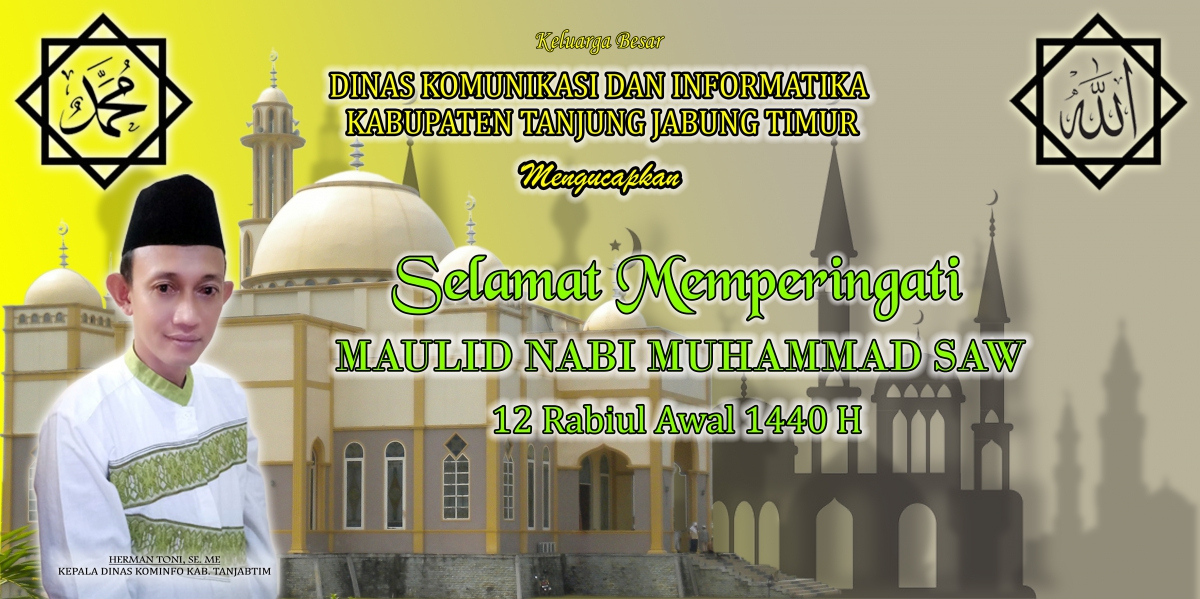 محمد
الله
Keluarga Besar
DINAS KOMUNIKASI DAN INFORMATIKA
KABUPATEN TANJUNG JABUNG TIMUR
Mengucapkan
Selamat Memperingati
MAULID NABI MUHAMMAD SAW
12 Rabiul Awal 1440 H
HERMAN TONI, SE. ME
KEPALA DINAS KOMINFO KAB. TANJABTIM